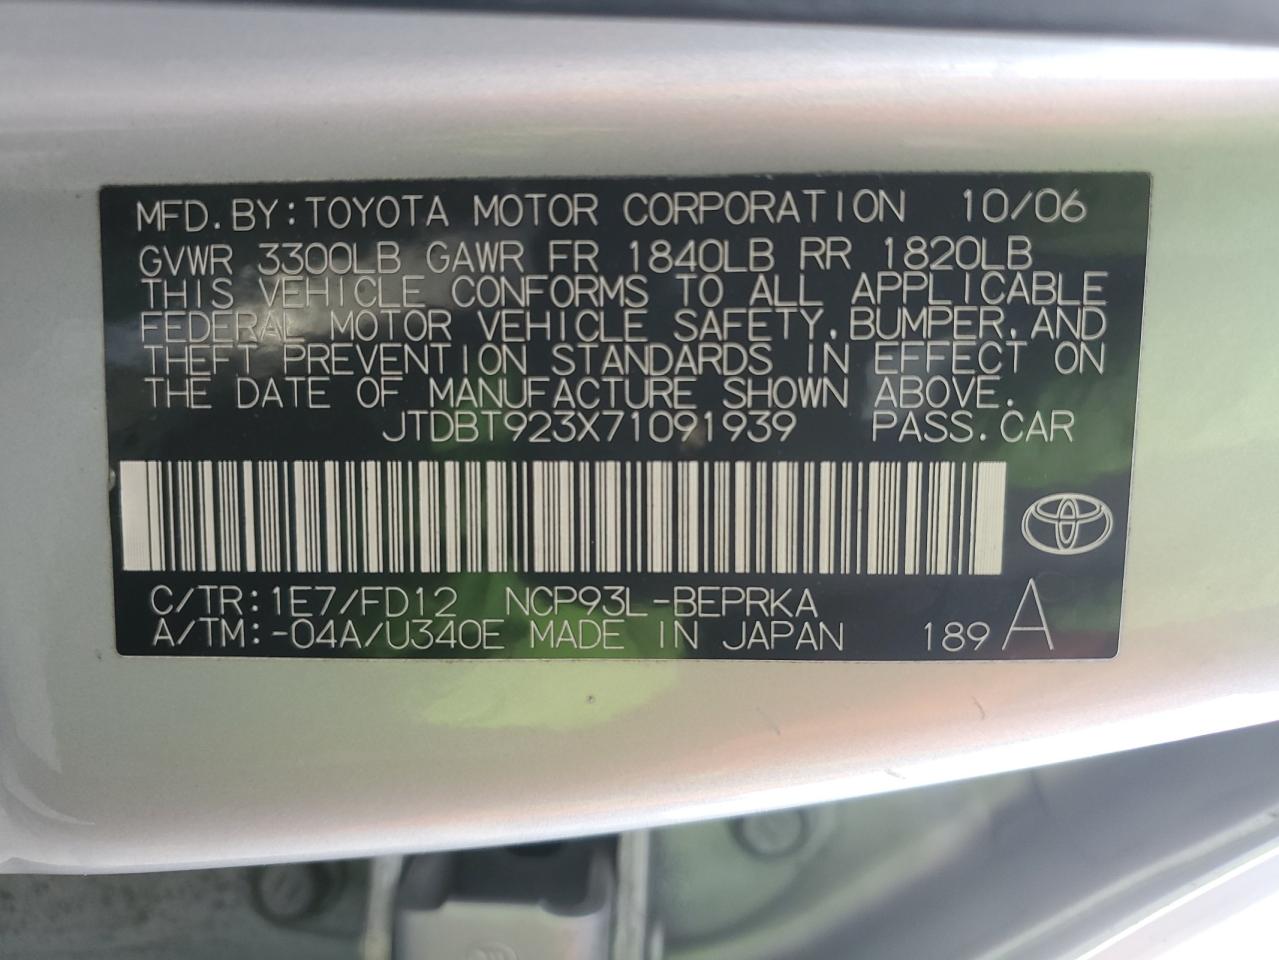 MFD.BY:TOYOTA MOTOR CORPORATION 10/06
GVWR 3300LB GAWR FR 1840LB RR 1820LB
THIS VEHICLE CONFORMS TO ALL APPLICABLE
FEDERAL MOTOR VEHICLE SAFETY, BUMPER, AND
THEFT PREVENTION STANDARDS IN EFFECT ON
THE DATE OF MANUFACTURE SHOWN ABOVE.
JTDBT923X71091939 PASS.CAR
C/TR:1E7/FD12 NCP93L-BEPRKA
A/TM:-04A/U340E MADE IN JAPAN 189 A